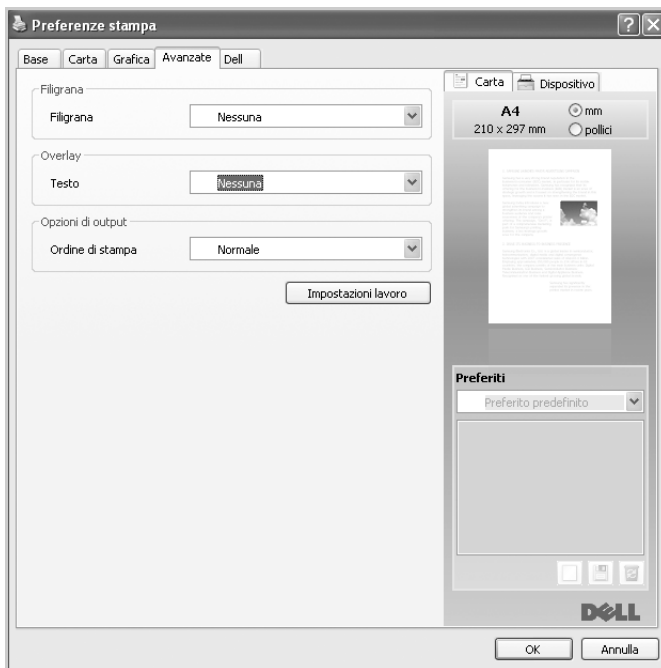 Preferenze stampa
Base Carta Grafica Avanzate Dell
Filigrana
Filigrana Nessuna
Overlay
Testo Nessuna
Opzioni di output
Ordine di stampa Normale
Impostazioni lavoro
Carta Dispositivo
A4 mm
210 x 297 mm pollici
Preferiti
Preferito predefinito
DELL
OK Annulla